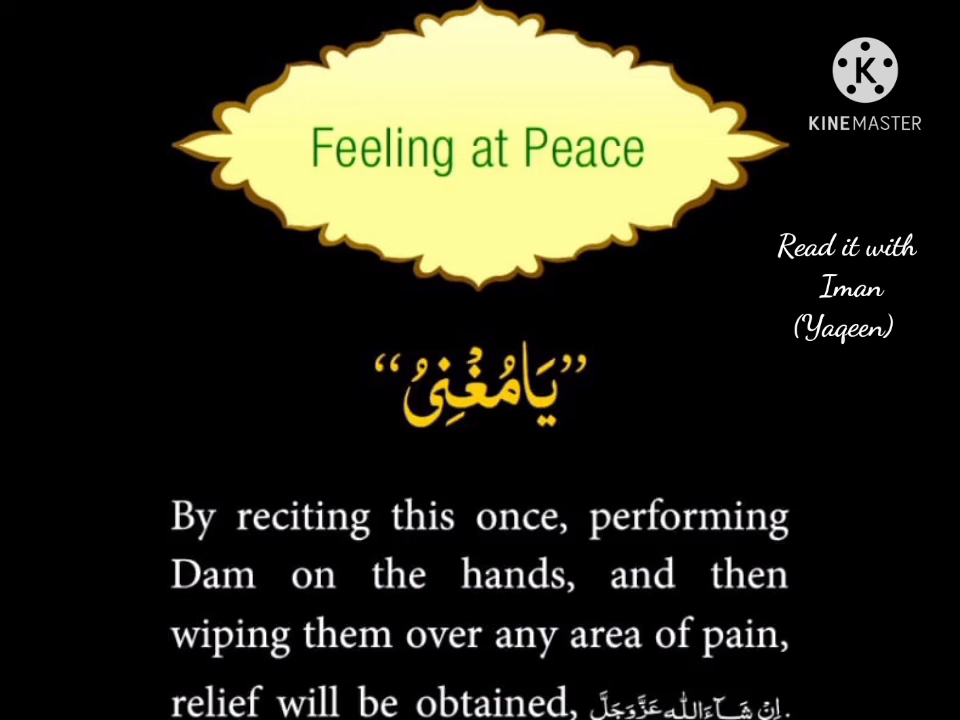 KINEMASTER
Feeling at Peace
Read it with
Iman
(Yaqeen)
”يَامُغْنِیُ“
By reciting this once, performing
Dam on the hands, and then
wiping them over any area of pain,
relief will be obtained, اِنْ شَــآءَاللّٰه عَزَّوَجَلَّ.